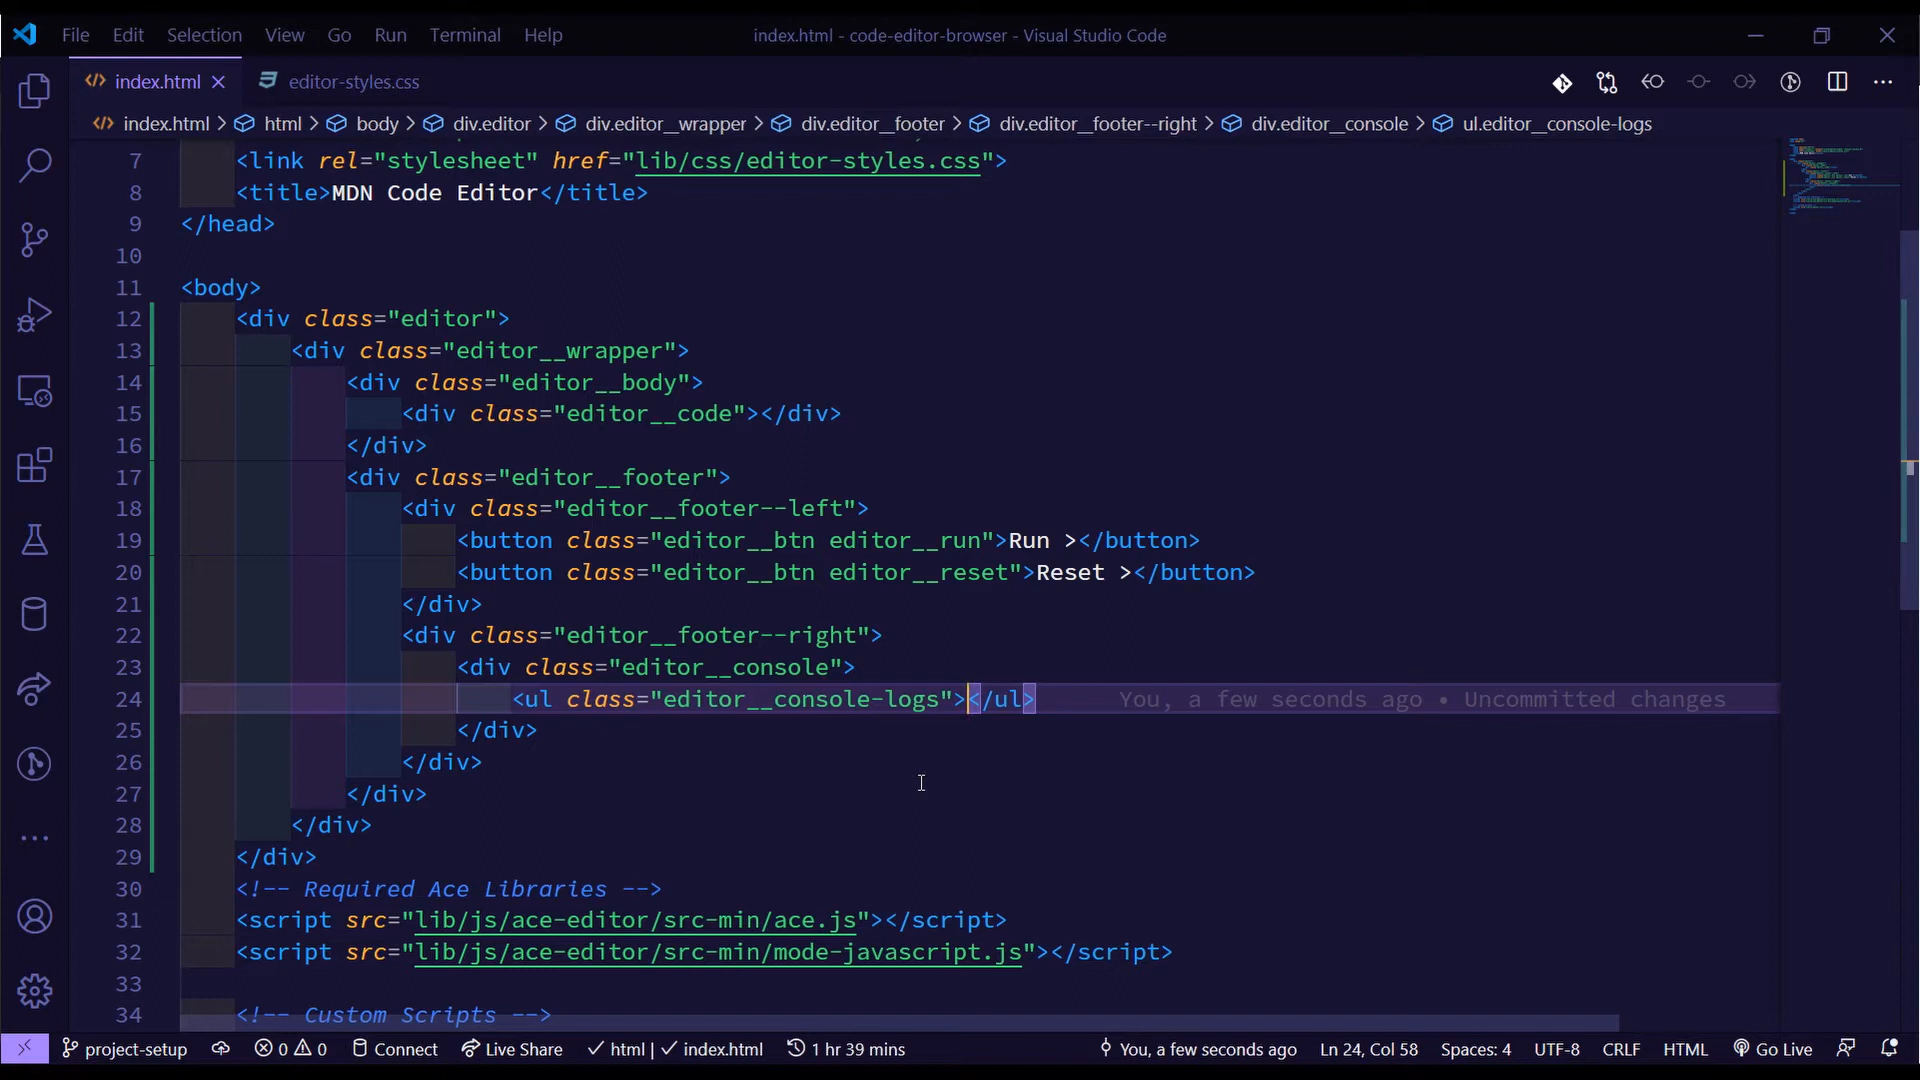 File Edit Selection View Go Run Terminal Help index.html - code-editor-browser - Visual Studio Code
index.html editor-styles.css
index.html > html > body > div.editor > div.editor__wrapper > div.editor__footer > div.editor__footer--right > div.editor__console > ul.editor__console-logs
7 <link rel="stylesheet" href="lib/css/editor-styles.css">
8 <title>MDN Code Editor</title>
9 </head>
10
11 <body>
12 <div class="editor">
13 <div class="editor__wrapper">
14 <div class="editor__body">
15 <div class="editor__code"></div>
16 </div>
17 <div class="editor__footer">
18 <div class="editor__footer--left">
19 <button class="editor__btn editor__run">Run ></button>
20 <button class="editor__btn editor__reset">Reset ></button>
21 </div>
22 <div class="editor__footer--right">
23 <div class="editor__console">
24 <ul class="editor__console-logs"></ul> You, a few seconds ago • Uncommitted changes
25 </div>
26 </div>
27 </div>
28 </div>
29 </div>
30 <!-- Required Ace Libraries -->
31 <script src="lib/js/ace-editor/src-min/ace.js"></script>
32 <script src="lib/js/ace-editor/src-min/mode-javascript.js"></script>
33
34 <!-- Custom Scripts -->
project-setup 0 0 Connect Live Share html | index.html 1 hr 39 mins You, a few seconds ago Ln 24, Col 58 Spaces: 4 UTF-8 CRLF HTML Go Live